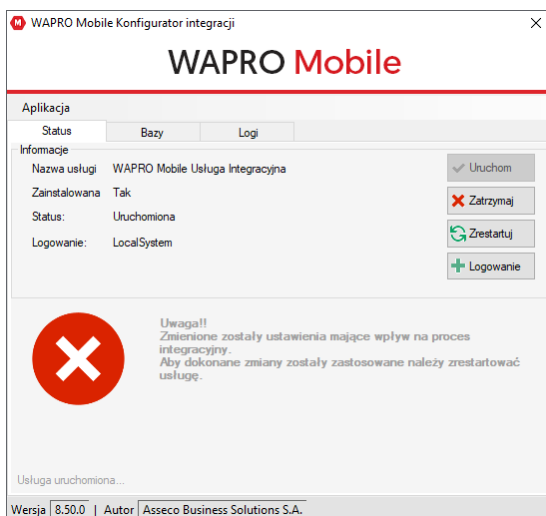 WAPRO Mobile Konfigurator integracji
WAPRO Mobile
Aplikacja
Status Bazy Logi
Informacje
Nazwa usługi WAPRO Mobile Usługa Integracyjna
Uruchom
Zainstalowana Tak
Zatrzymaj
Status: Uruchomiona
Zrestartuj
Logowanie: LocalSystem
Logowanie
Uwaga!!
Zmienione zostały ustawienia mające wpływ na proces
integracyjny.
Aby dokonane zmiany zostały zastosowane należy zrestartować
usługę.
Usługa uruchomiona...
Wersja 8.50.0 | Autor Asseco Business Solutions S.A.